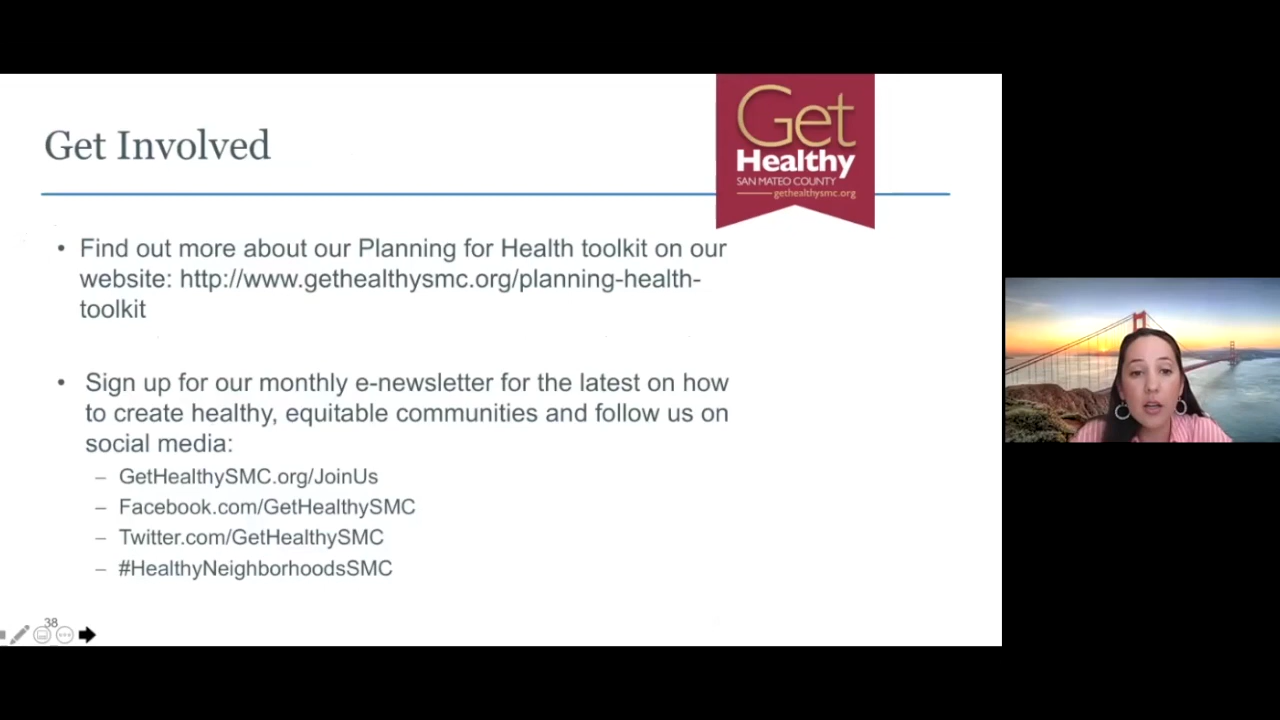 Get Involved
Get
Healthy
SAN MATEO COUNTY
gethealthysmc.org
• Find out more about our Planning for Health toolkit on our
website: http://www.gethealthysmc.org/planning-health-
toolkit
• Sign up for our monthly e-newsletter for the latest on how
to create healthy, equitable communities and follow us on
social media:
– GetHealthySMC.org/JoinUs
– Facebook.com/GetHealthySMC
– Twitter.com/GetHealthySMC
– #HealthyNeighborhoodsSMC
38